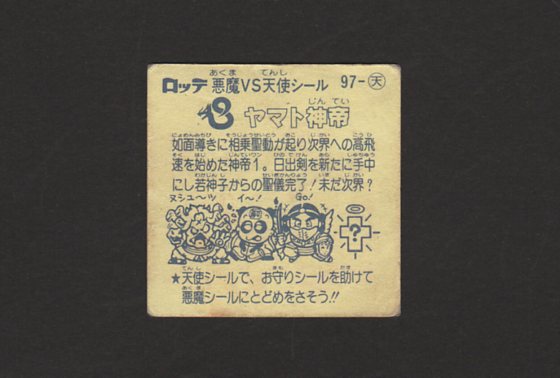 ロッテ 悪魔VS天使シール 97-天
ヤマト神帝
如面導きに相乗聖動が起り次界への高飛
速を始めた神帝1。日出剣を新たに手中
にし若神子からの聖儀完了!未だ次界?
ヌシュ〜ッ イ〜! Go!
?
★天使シールで、お守りシールを助けて
悪魔シールにとどめをさそう!!